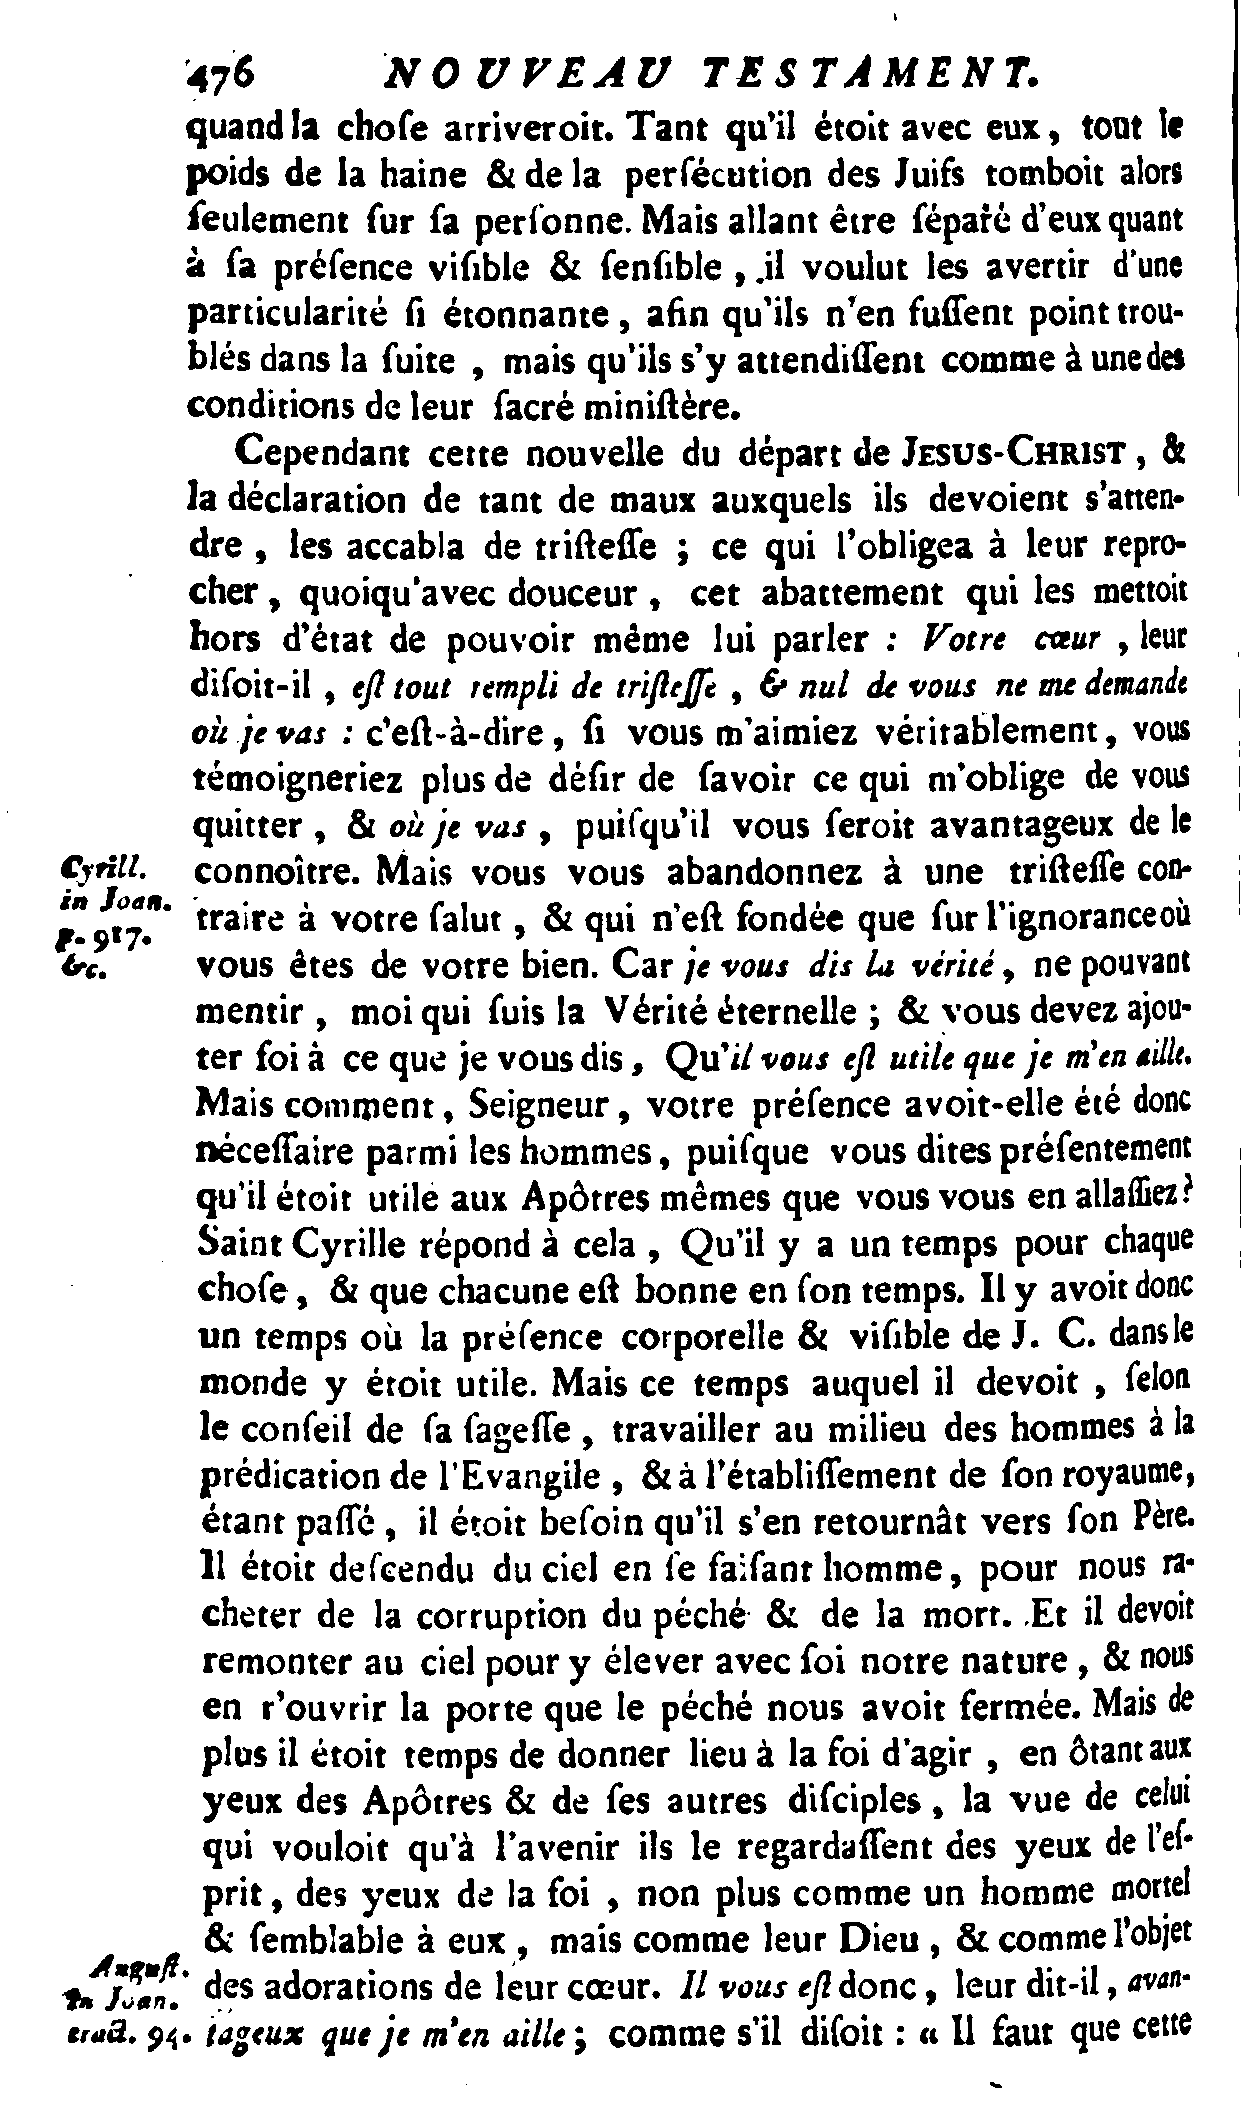 476 NOUVEAU TESTAMENT.
quand la choſe arriveroit. Tant qu'il étoit avec eux, tout le
poids de la haine & de la perſécution des Juifs tomboit alors
ſeulement ſur ſa perſonne. Mais allant être ſéparé d'eux quant
à ſa préſence viſible & ſenſible, il voulut les avertir d'une
particularité ſi étonnante, afin qu'ils n'en fuſſent point trou-
blés dans la ſuite, mais qu'ils s'y attendiſſent comme à une des
conditions de leur ſacré miniſtère.
Cependant cette nouvelle du départ de JESUS-CHRIST, &
la déclaration de tant de maux auxquels ils devoient s'atten-
dre, les accabla de triſteſſe ; ce qui l'obligea à leur repro-
cher, quoiqu'avec douceur, cet abattement qui les mettoit
hors d'état de pouvoir même lui parler : Votre cœur, leur
diſoit-il, eſt tout rempli de triſteſſe, & nul de vous ne me demande
où je vas : c'eſt-à-dire, ſi vous m'aimiez véritablement, vous
témoigneriez plus de déſir de ſavoir ce qui m'oblige de vous
quitter, & où je vas, puiſqu'il vous ſeroit avantageux de le
Cyrill. connoître. Mais vous vous abandonnez à une triſteſſe con-
in Joan. traire à votre ſalut, & qui n'eſt fondée que ſur l'ignorance où
p. 917. &c. vous êtes de votre bien. Car je vous dis la vérité, ne pouvant
mentir, moi qui ſuis la Vérité éternelle ; & vous devez ajou-
ter foi à ce que je vous dis, Qu'il vous eſt utile que je m'en aille.
Mais comment, Seigneur, votre préſence avoit-elle été donc
néceſſaire parmi les hommes, puiſque vous dites préſentement
qu'il étoit utile aux Apôtres mêmes que vous vous en allaſſiez?
Saint Cyrille répond à cela, Qu'il y a un temps pour chaque
choſe, & que chacune eſt bonne en ſon temps. Il y avoit donc
un temps où la préſence corporelle & viſible de J. C. dans le
monde y étoit utile. Mais ce temps auquel il devoit, ſelon
le conſeil de ſa ſageſſe, travailler au milieu des hommes à la
prédication de l'Evangile, & à l'établiſſement de ſon royaume,
étant paſſé, il étoit beſoin qu'il s'en retournât vers ſon Père.
Il étoit deſcendu du ciel en ſe faiſant homme, pour nous ra-
cheter de la corruption du péché & de la mort. Et il devoit
remonter au ciel pour y élever avec ſoi notre nature, & nous
en r'ouvrir la porte que le péché nous avoit fermée. Mais de
plus il étoit temps de donner lieu à la foi d'agir, en ôtant aux
yeux des Apôtres & de ſes autres diſciples, la vue de celui
qui vouloit qu'à l'avenir ils le regardaſſent des yeux de l'eſ-
prit, des yeux de la foi, non plus comme un homme mortel
& ſemblable à eux, mais comme leur Dieu, & comme l'objet
Auguſt. in Joan. des adorations de leur cœur. Il vous eſt donc, leur dit-il, avan-
tract. 94. tageux que je m'en aille ; comme s'il diſoit : « Il faut que cette